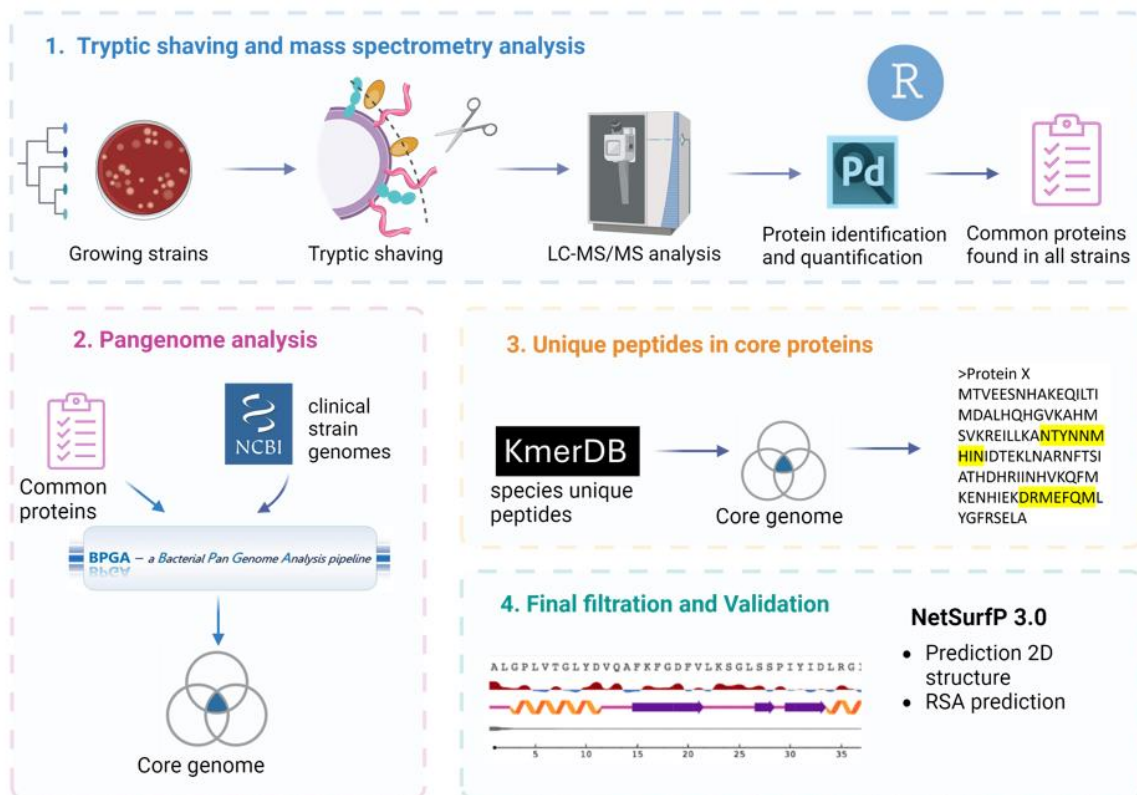 1. Tryptic shaving and mass spectrometry analysis
R
Pd
Growing strains
Tryptic shaving
LC-MS/MS analysis
Protein identification
and quantification
Common proteins
found in all strains
2. Pangenome analysis
NCBI
clinical
strain
genomes
Common
proteins
BPGA – a Bacterial Pan Genome Analysis pipeline
BPGA
Core genome
3. Unique peptides in core proteins
KmerDB
species unique
peptides
Core genome
>Protein X
MTVEESNHAKEQILTI
MDALHQHGVKAHM
SVKREILLKANTYNNM
HINIDTEKLNARNFTSI
ATHDHRIINHVKQFM
KENHIEKDRMEFQML
YGFRSELA
4. Final filtration and Validation
A L G P L V T G L Y D V Q A F K F G D F V L K S G L S S P I Y I D L R G I
5 10 15 20 25 30 35
NetSurfP 3.0
• Prediction 2D
structure
• RSA prediction